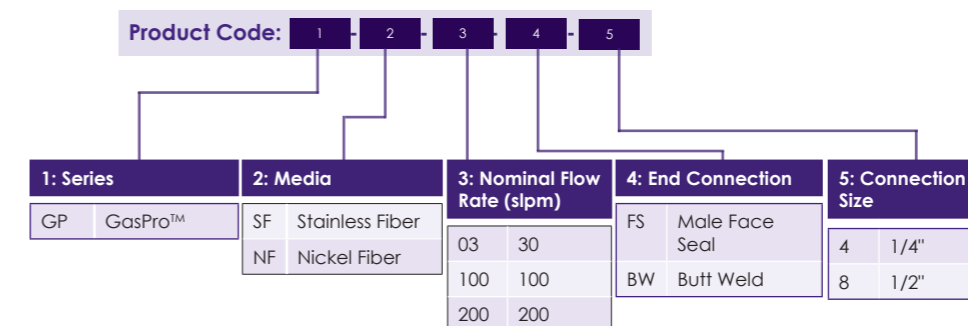 Product Code: 1 - 2 - 3 - 4 - 5
1: Series
GP GasPro™
2: Media
SF Stainless Fiber
NF Nickel Fiber
3: Nominal Flow
Rate (slpm)
03 30
100 100
200 200
4: End Connection
FS Male Face
Seal
BW Butt Weld
5: Connection
Size
4 1/4"
8 1/2"